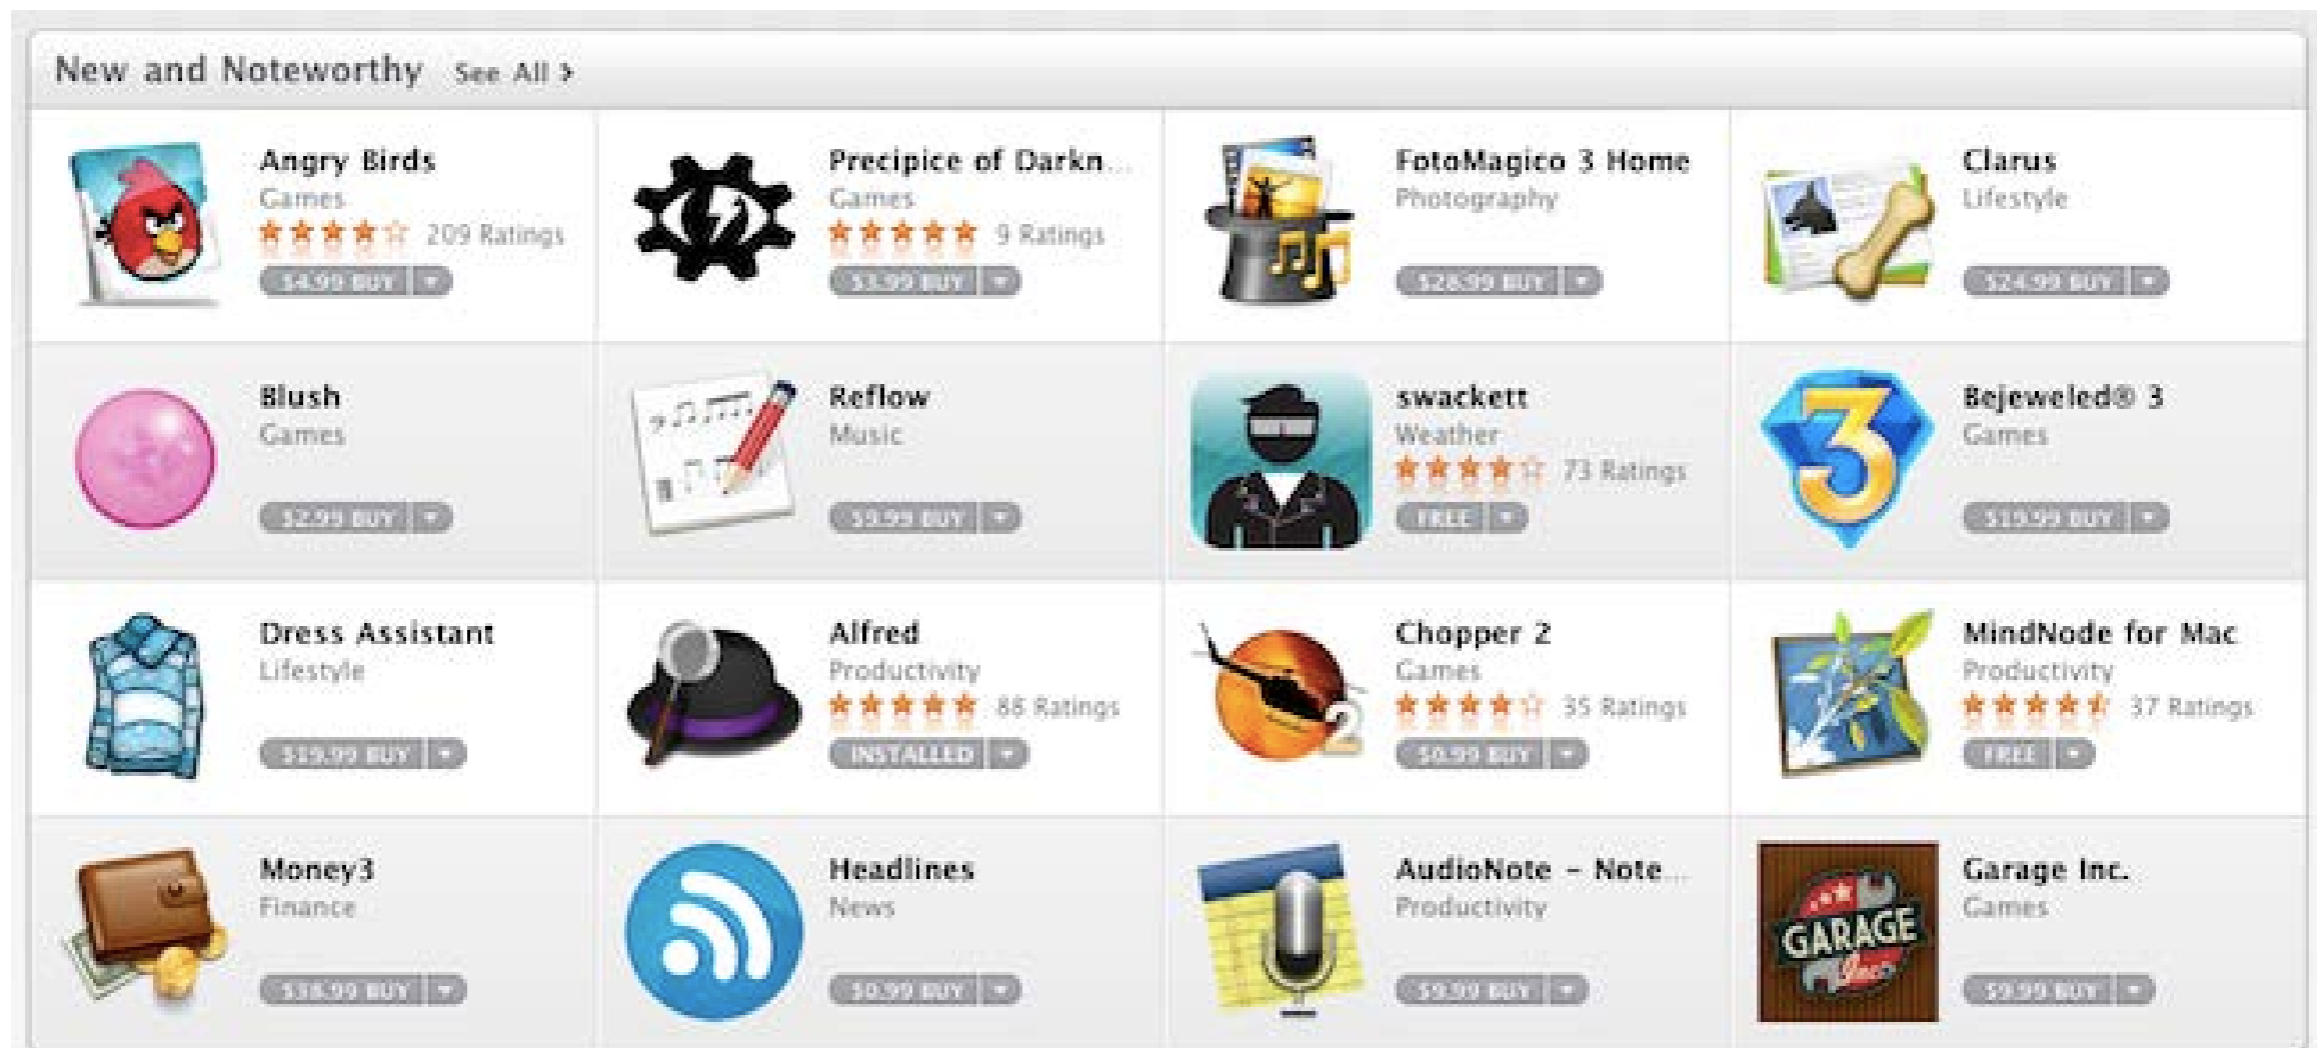 New and Noteworthy See All >
Angry Birds
Games
209 Ratings
$4.99 BUY
Precipice of Darkn...
Games
9 Ratings
$3.99 BUY
FotoMagico 3 Home
Photography
$28.99 BUY
Clarus
Lifestyle
$24.99 BUY
Blush
Games
$2.99 BUY
Reflow
Music
$9.99 BUY
swackett
Weather
73 Ratings
FREE
3
Bejeweled® 3
Games
$19.99 BUY
Dress Assistant
Lifestyle
$19.99 BUY
Alfred
Productivity
88 Ratings
INSTALLED
2
Chopper 2
Games
35 Ratings
$0.99 BUY
MindNode for Mac
Productivity
37 Ratings
FREE
Money3
Finance
$38.99 BUY
Headlines
News
$0.99 BUY
AudioNote – Note...
Productivity
$9.99 BUY
GARAGE
Inc.
Garage Inc.
Games
$9.99 BUY